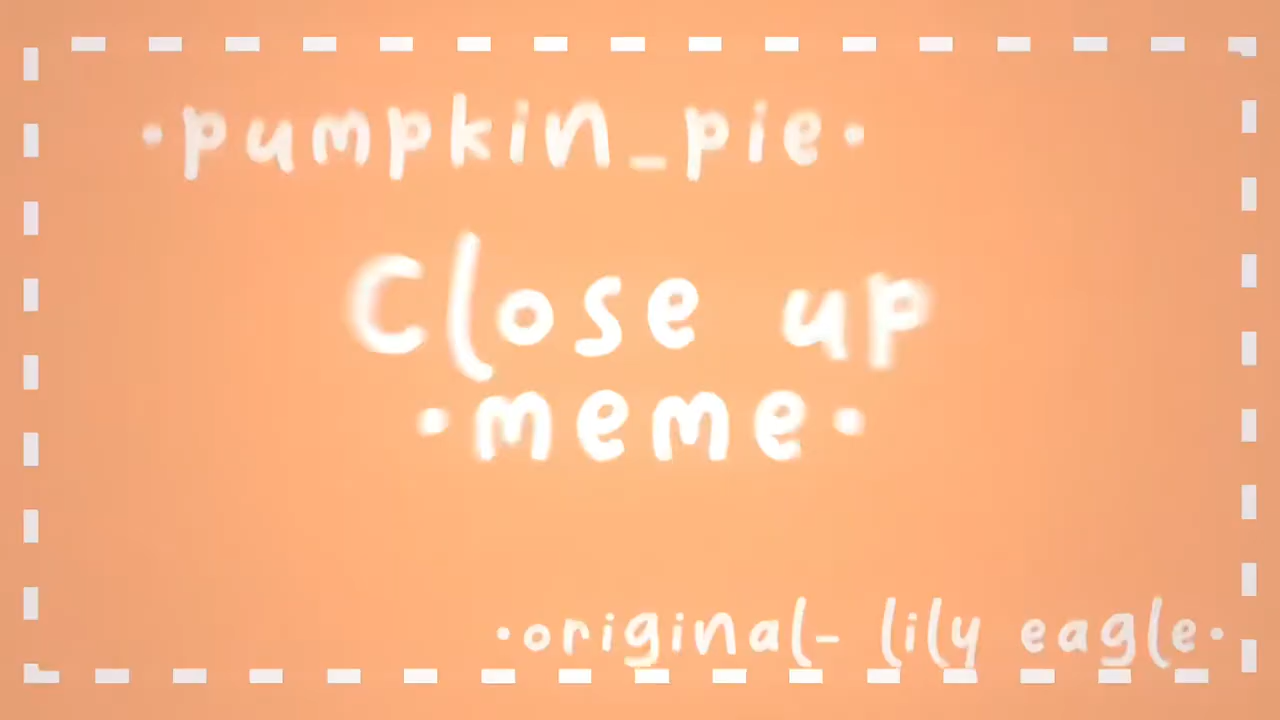 •pumpkin_pie•
Close up
•meme•
•original- lily eagle•